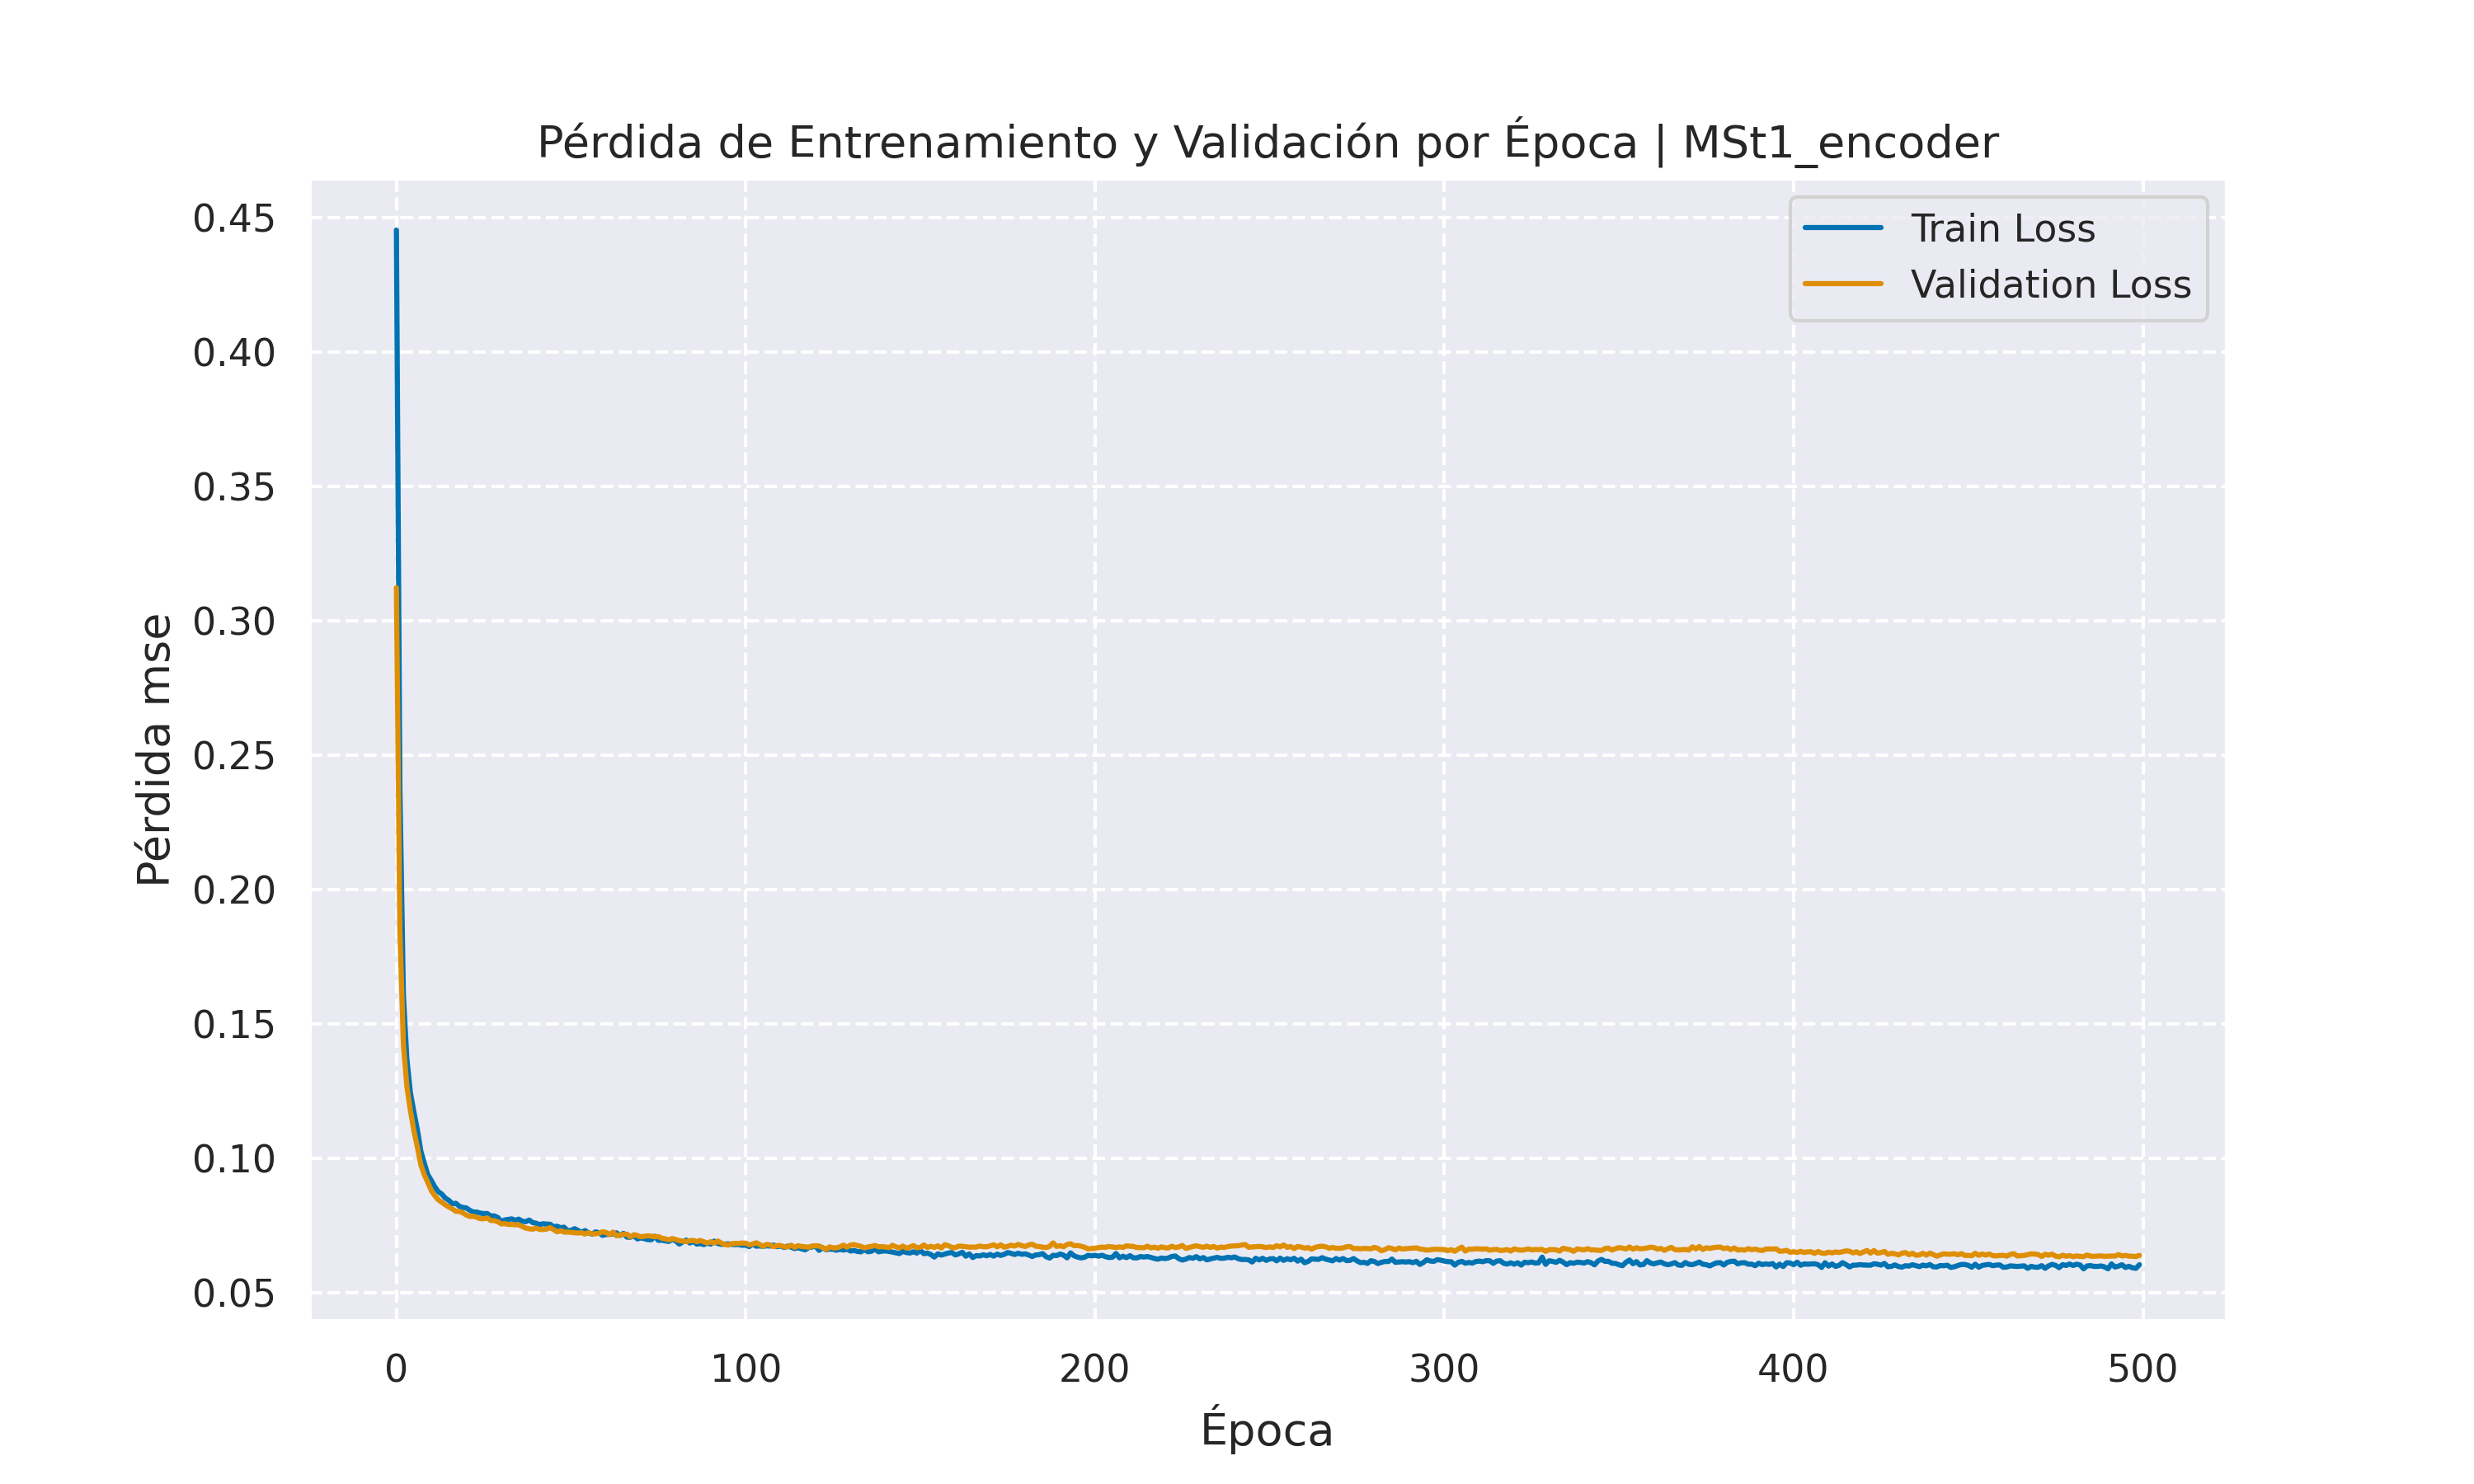 Pérdida de Entrenamiento y Validación por Época | MSt1_encoder
Train Loss
Validation Loss
0.45
0.40
0.35
0.30
0.25
0.20
0.15
0.10
0.05
Pérdida mse
0 100 200 300 400 500
Época